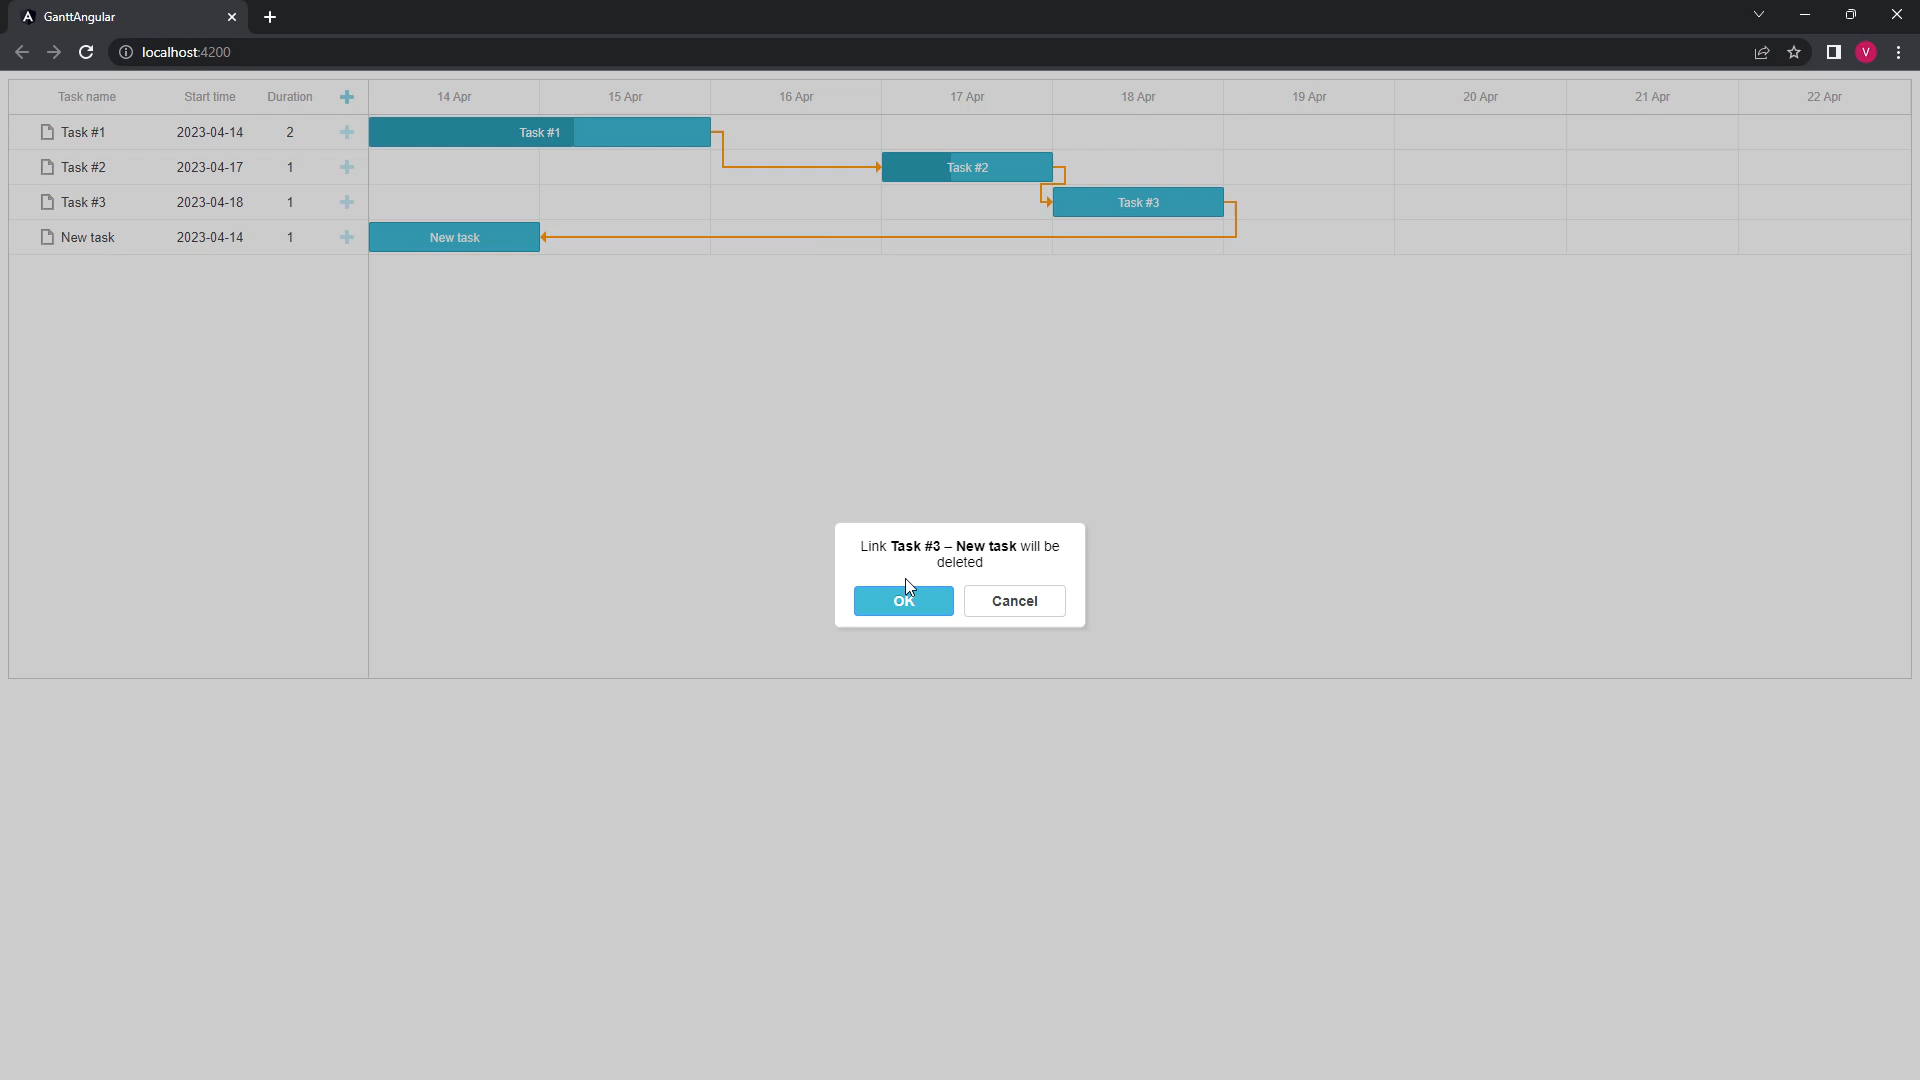 GanttAngular
localhost:4200
V
Task name Start time Duration 14 Apr 15 Apr 16 Apr 17 Apr 18 Apr 19 Apr 20 Apr 21 Apr 22 Apr
Task #1 2023-04-14 2 Task #1
Task #2 2023-04-17 1 Task #2
Task #3 2023-04-18 1 Task #3
New task 2023-04-14 1 New task
Link Task #3 – New task will be
deleted
OK Cancel